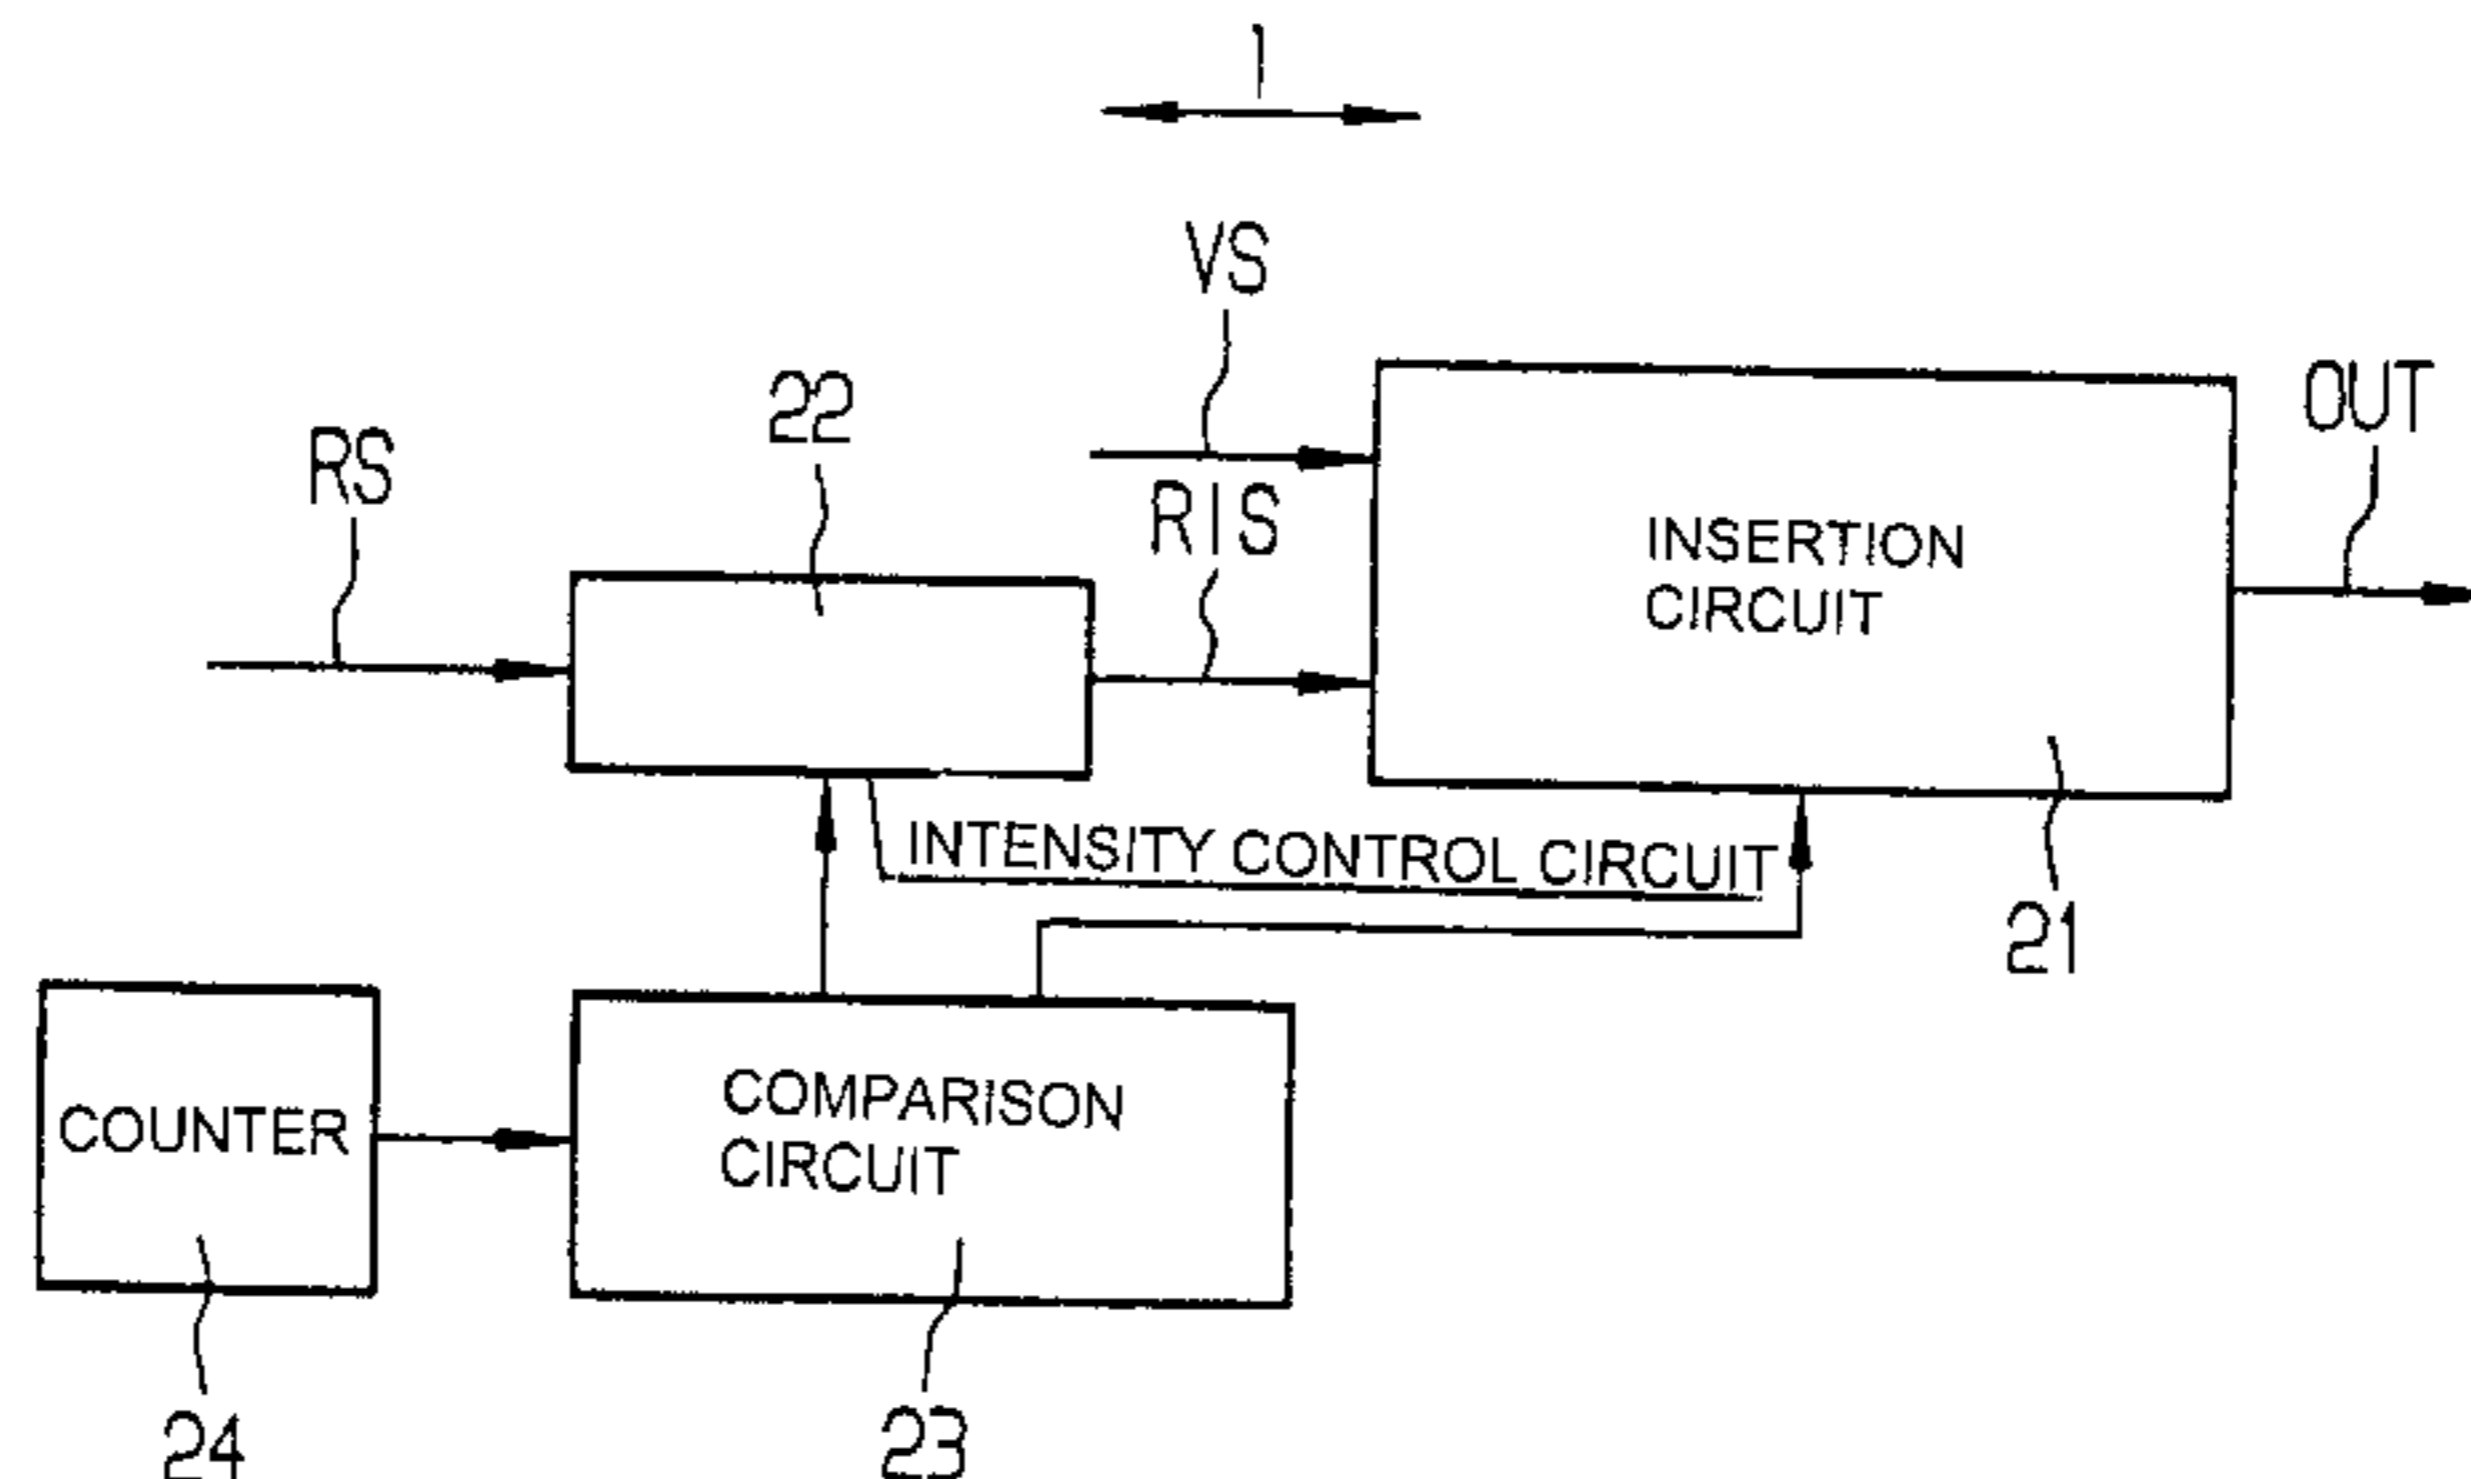 1
VS
22
OUT
RS
RIS
INSERTION
CIRCUIT
INTENSITY CONTROL CIRCUIT
21
COMPARISON
CIRCUIT
COUNTER
24
23